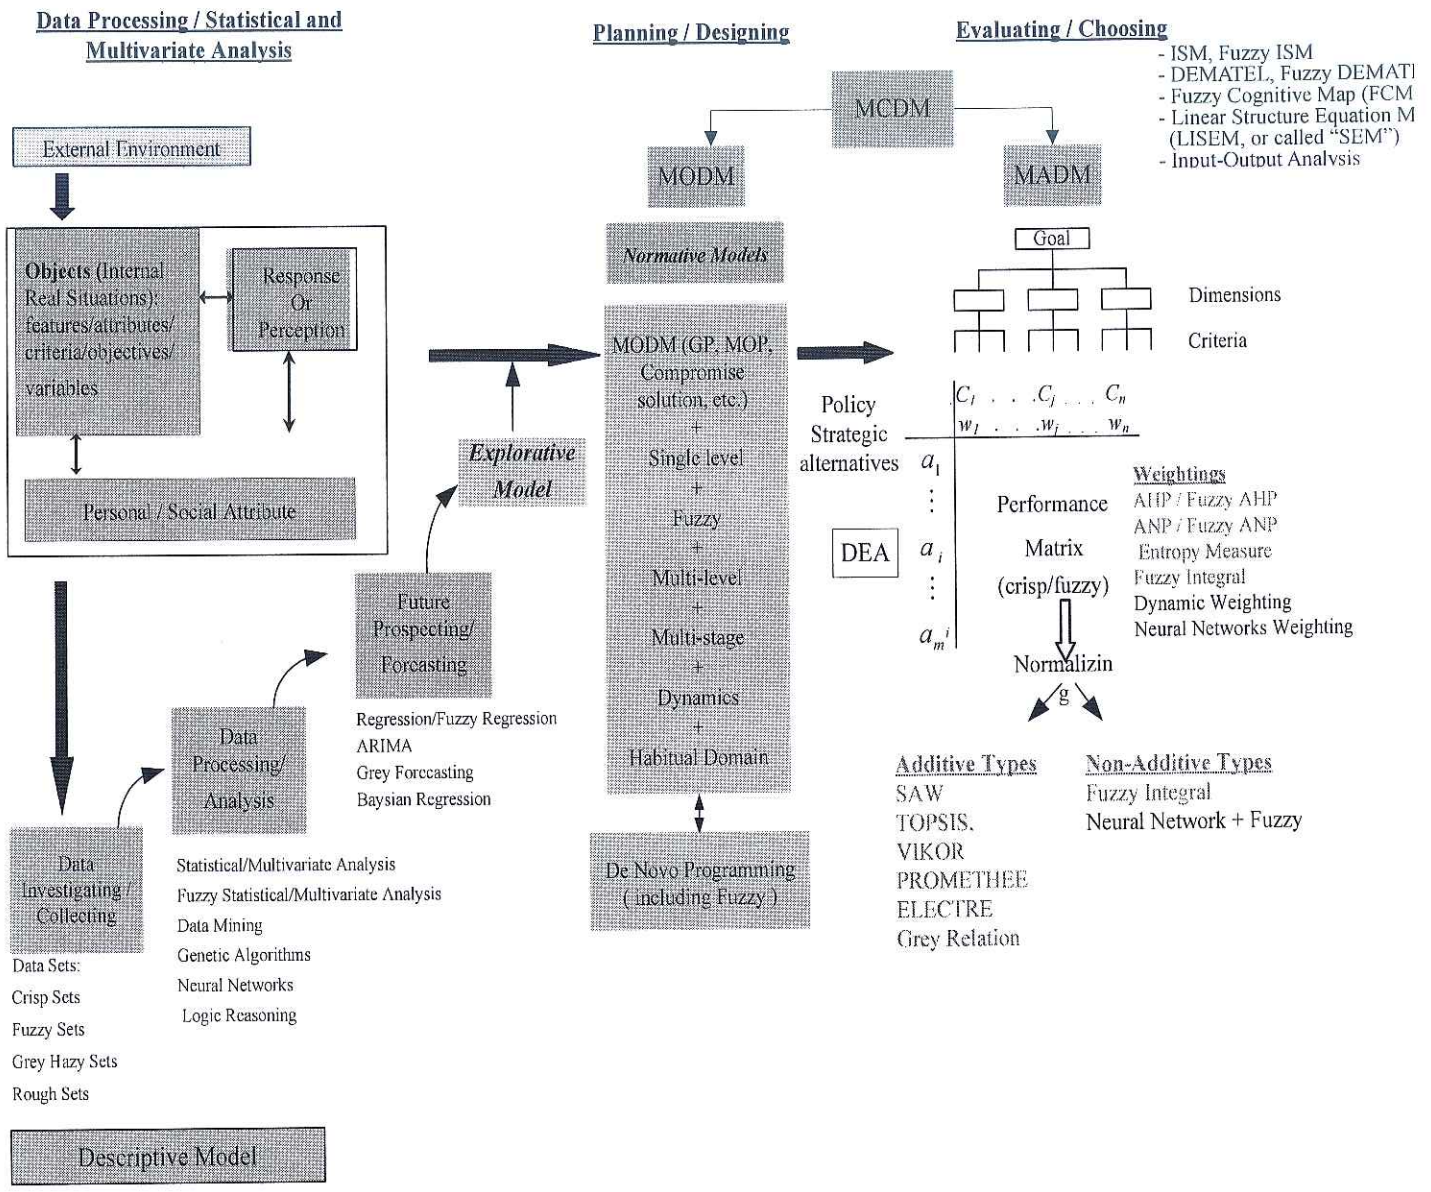 Data Processing / Statistical and
Multivariate Analysis
External Environment
Objects (Internal
Real Situations):
features/attributes/
criteria/objectives/
variables
Response
Or
Perception
Personal / Social Attribute
Data
Investigating /
Collecting
Data Sets:
Crisp Sets
Fuzzy Sets
Grey Hazy Sets
Rough Sets
Descriptive Model
Data
Processing/
Analysis
Statistical/Multivariate Analysis
Fuzzy Statistical/Multivariate Analysis
Data Mining
Genetic Algorithms
Neural Networks
Logic Reasoning
Future
Prospecting/
Forcasting
Regression/Fuzzy Regression
ARIMA
Grey Forecasting
Baysian Regression
Explorative
Model
Planning / Designing
MCDM
MODM
Normative Models
MODM (GP, MOP,
Compromise
solution, etc.)
+
Single level
+
Fuzzy
+
Multi-level
+
Multi-stage
+
Dynamics
+
Habitual Domain
De Novo Programming
( including Fuzzy )
Evaluating / Choosing
- ISM, Fuzzy ISM
- DEMATEL, Fuzzy DEMATI
- Fuzzy Cognitive Map (FCM
- Linear Structure Equation M
(LISEM, or called “SEM”)
- Input-Output Analysis
MADM
Goal
Dimensions
Criteria
Policy
Strategic
alternatives
DEA
C1 . . . Cj . . . Cn
w1 . . . wj . . . wn
a1
⋮
ai
⋮
am i
Performance
Matrix
(crisp/fuzzy)
Normalizin
g
Weightings
AHP / Fuzzy AHP
ANP / Fuzzy ANP
Entropy Measure
Fuzzy Integral
Dynamic Weighting
Neural Networks Weighting
Additive Types
SAW
TOPSIS,
VIKOR
PROMETHEE
ELECTRE
Grey Relation
Non-Additive Types
Fuzzy Integral
Neural Network + Fuzzy